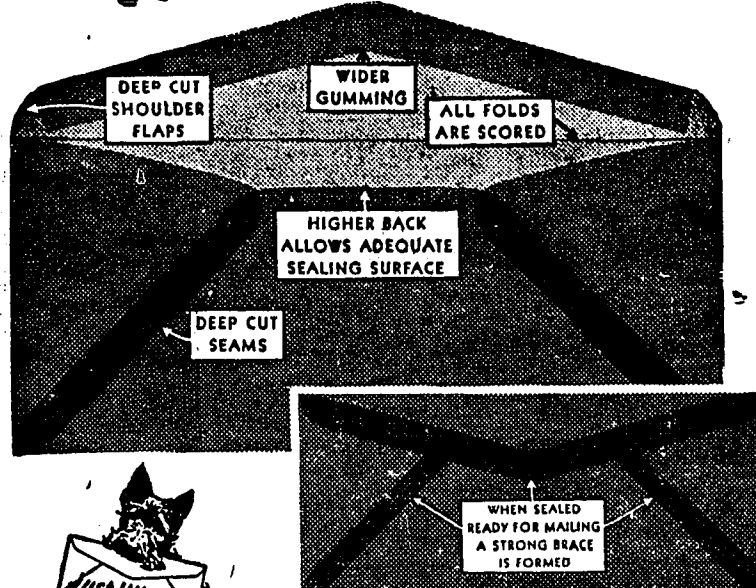 WIDER
GUMMING
DEEP CUT
SHOULDER
FLAPS
ALL FOLDS
ARE SCORED
HIGHER BACK
ALLOWS ADEQUATE
SEALING SURFACE
DEEP CUT
SEAMS
WHEN SEALED
READY FOR MAILING
A STRONG BRACE
IS FORMED